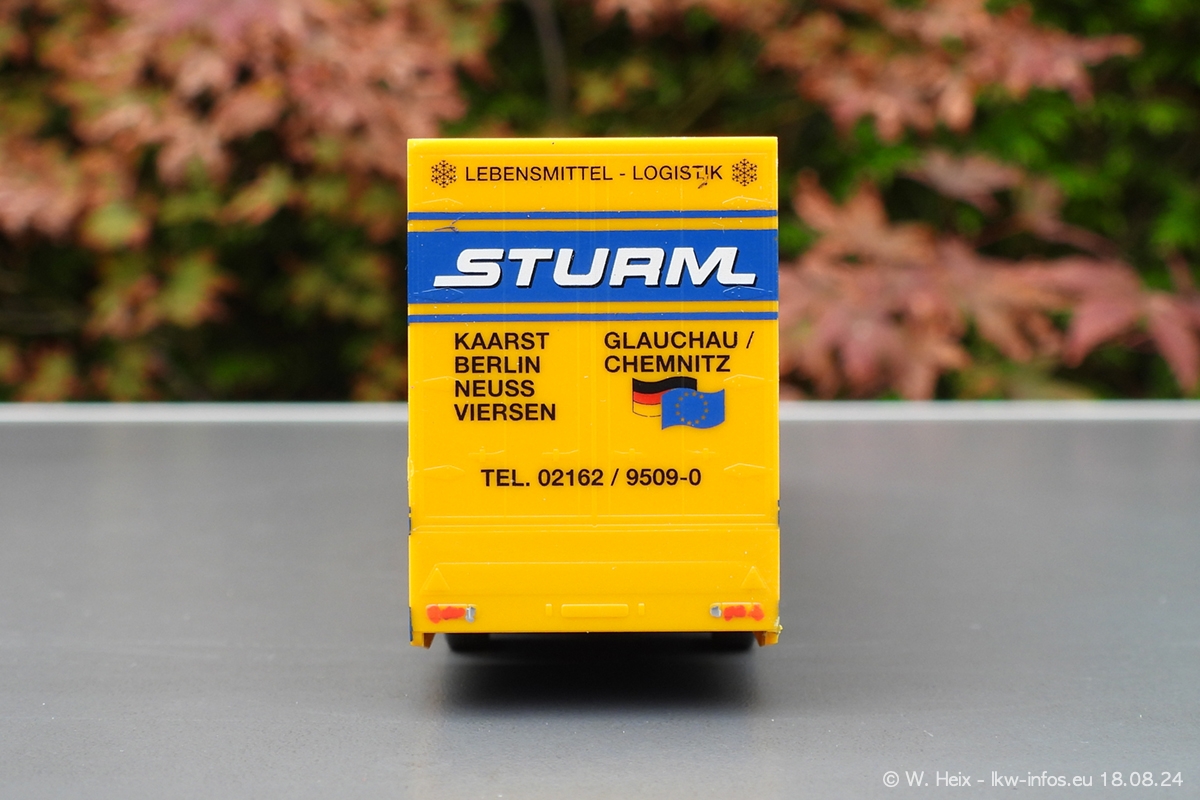 LEBENSMITTEL - LOGISTIK
STURM
KAARST
BERLIN
NEUSS
VIERSEN
GLAUCHAU /
CHEMNITZ
TEL. 02162 / 9509-0
© W. Heix - lkw-infos.eu 18.08.24